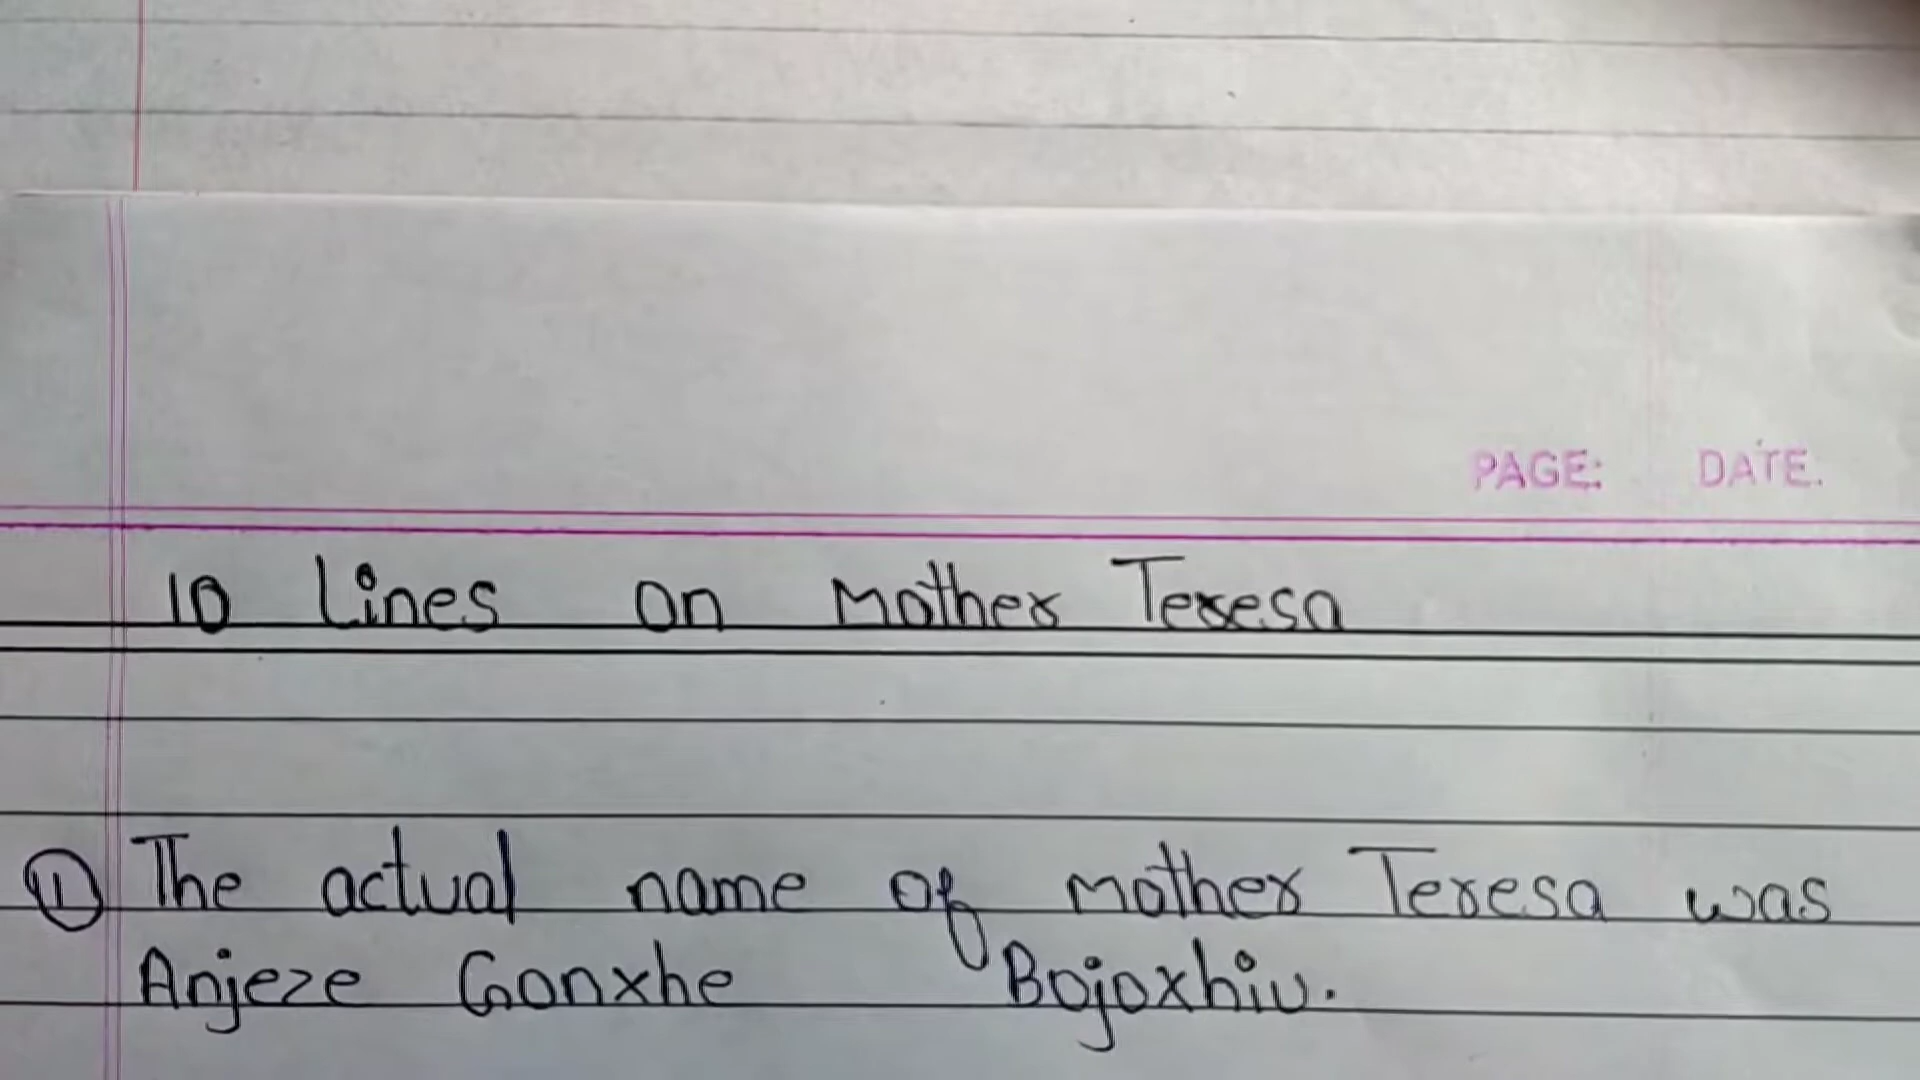 PAGE: DATE.
10 Lines on Mother Teresa
① The actual name of mother Teresa was
Anjeze Gonxhe Bojoxhiu.